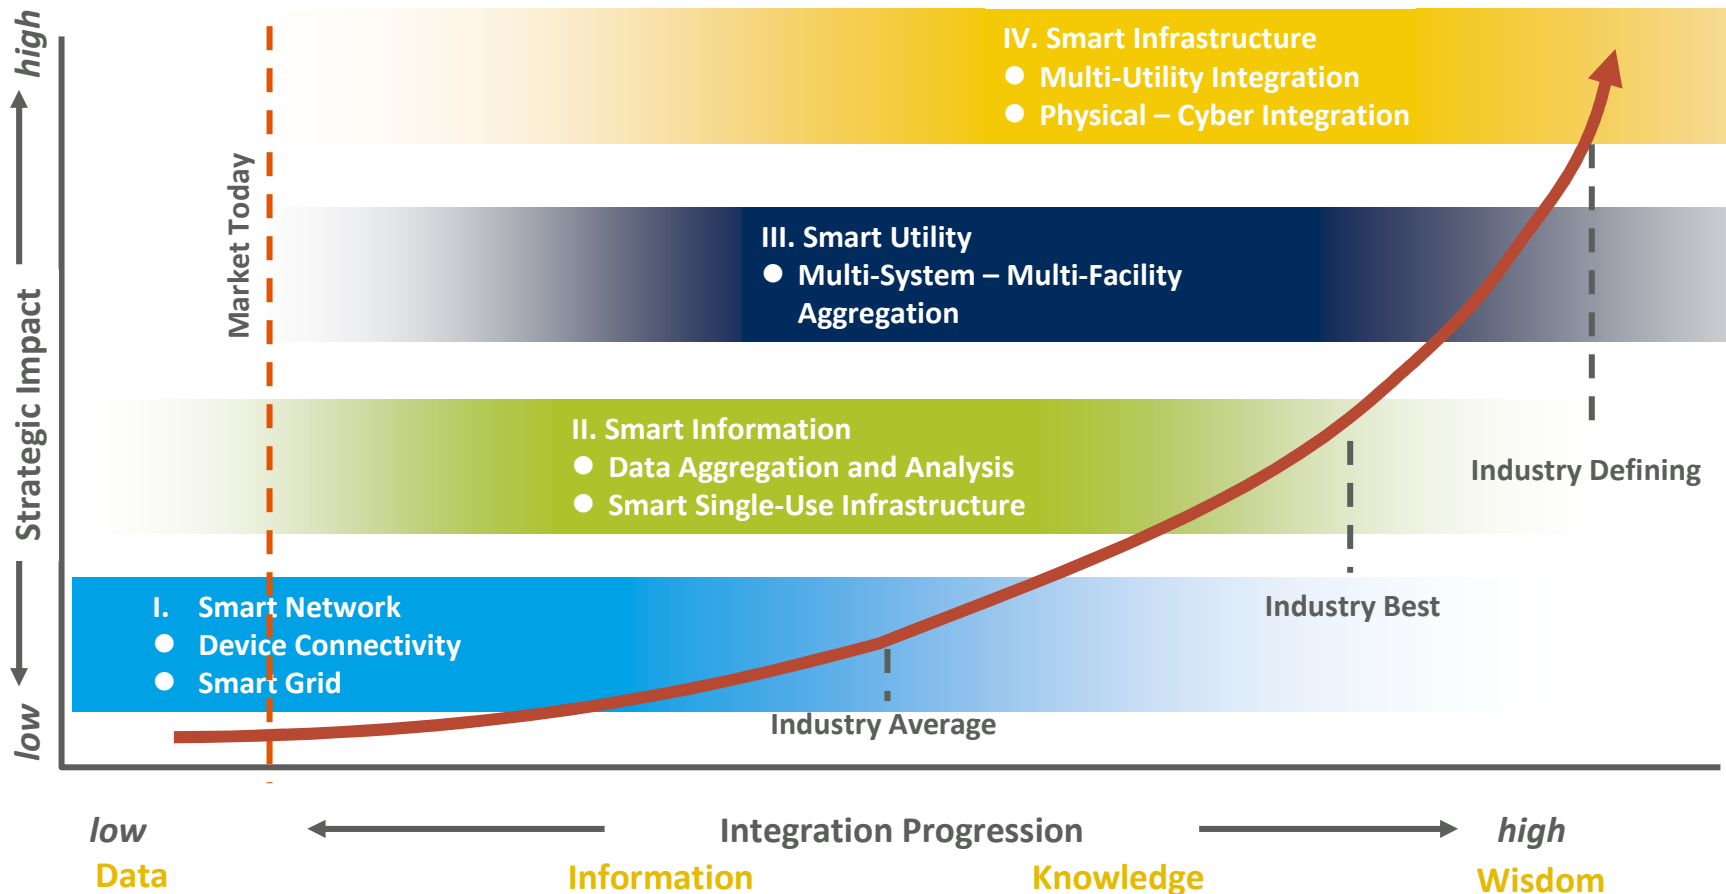 high
Strategic Impact
low
Market Today
IV. Smart Infrastructure
● Multi-Utility Integration
● Physical – Cyber Integration
III. Smart Utility
● Multi-System – Multi-Facility
Aggregation
II. Smart Information
● Data Aggregation and Analysis
● Smart Single-Use Infrastructure
I. Smart Network
● Device Connectivity
● Smart Grid
Industry Defining
Industry Best
Industry Average
low
Integration Progression
high
Data
Information
Knowledge
Wisdom